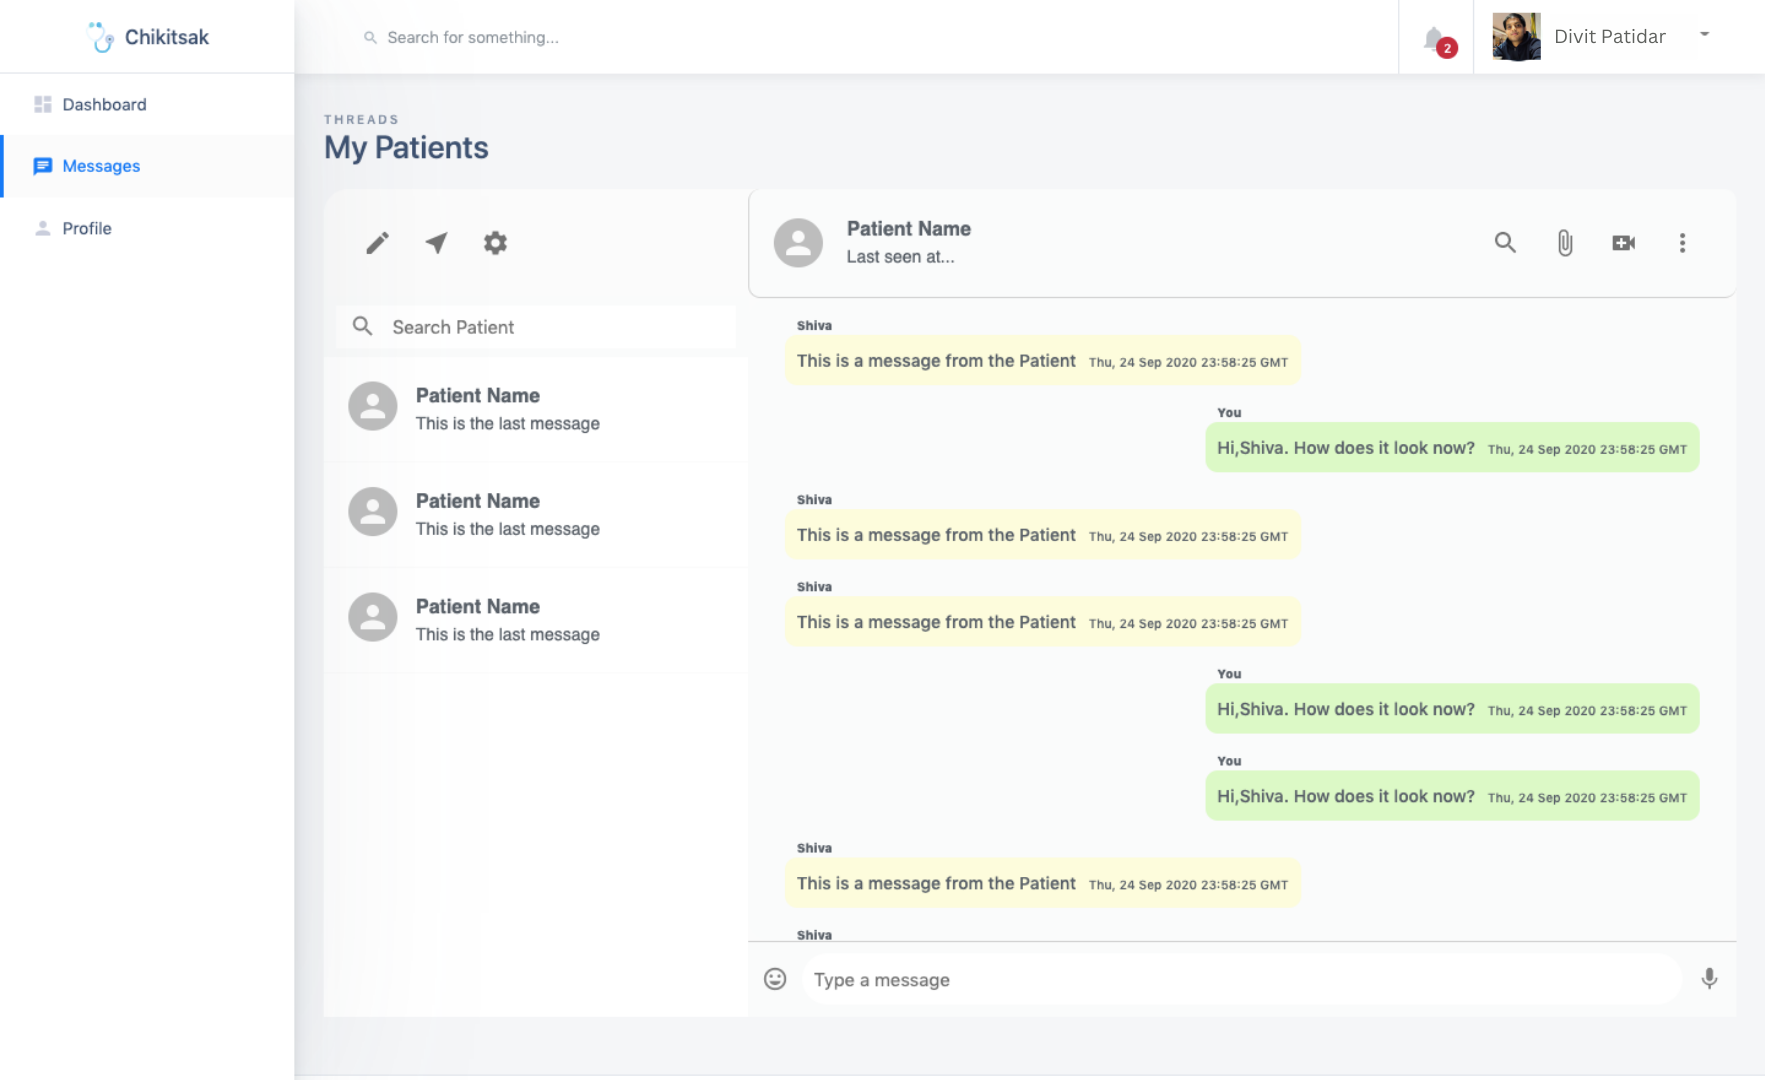 Chikitsak
Search for something...
2
Divit Patidar
Dashboard
Messages
Profile
THREADS
My Patients
Search Patient
Patient Name
This is the last message
Patient Name
This is the last message
Patient Name
This is the last message
Patient Name
Last seen at...
Shiva
This is a message from the Patient Thu, 24 Sep 2020 23:58:25 GMT
You
Hi,Shiva. How does it look now? Thu, 24 Sep 2020 23:58:25 GMT
Shiva
This is a message from the Patient Thu, 24 Sep 2020 23:58:25 GMT
Shiva
This is a message from the Patient Thu, 24 Sep 2020 23:58:25 GMT
You
Hi,Shiva. How does it look now? Thu, 24 Sep 2020 23:58:25 GMT
You
Hi,Shiva. How does it look now? Thu, 24 Sep 2020 23:58:25 GMT
Shiva
This is a message from the Patient Thu, 24 Sep 2020 23:58:25 GMT
Shiva
Type a message